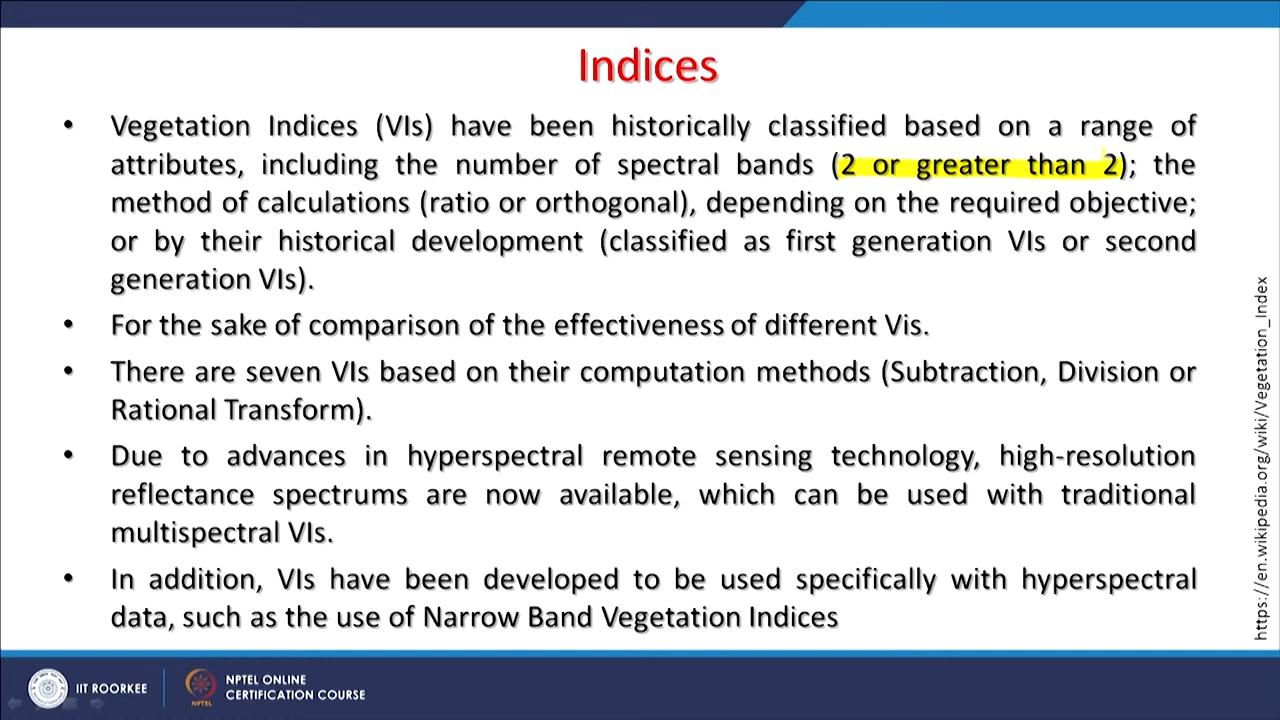 Indices
• Vegetation Indices (VIs) have been historically classified based on a range of
attributes, including the number of spectral bands (2 or greater than 2); the
method of calculations (ratio or orthogonal), depending on the required objective;
or by their historical development (classified as first generation VIs or second
generation VIs).
• For the sake of comparison of the effectiveness of different Vis.
• There are seven VIs based on their computation methods (Subtraction, Division or
Rational Transform).
• Due to advances in hyperspectral remote sensing technology, high-resolution
reflectance spectrums are now available, which can be used with traditional
multispectral VIs.
• In addition, VIs have been developed to be used specifically with hyperspectral
data, such as the use of Narrow Band Vegetation Indices
https://en.wikipedia.org/wiki/Vegetation_Index
IIT ROORKEE
NPTEL
NPTEL ONLINE
CERTIFICATION COURSE